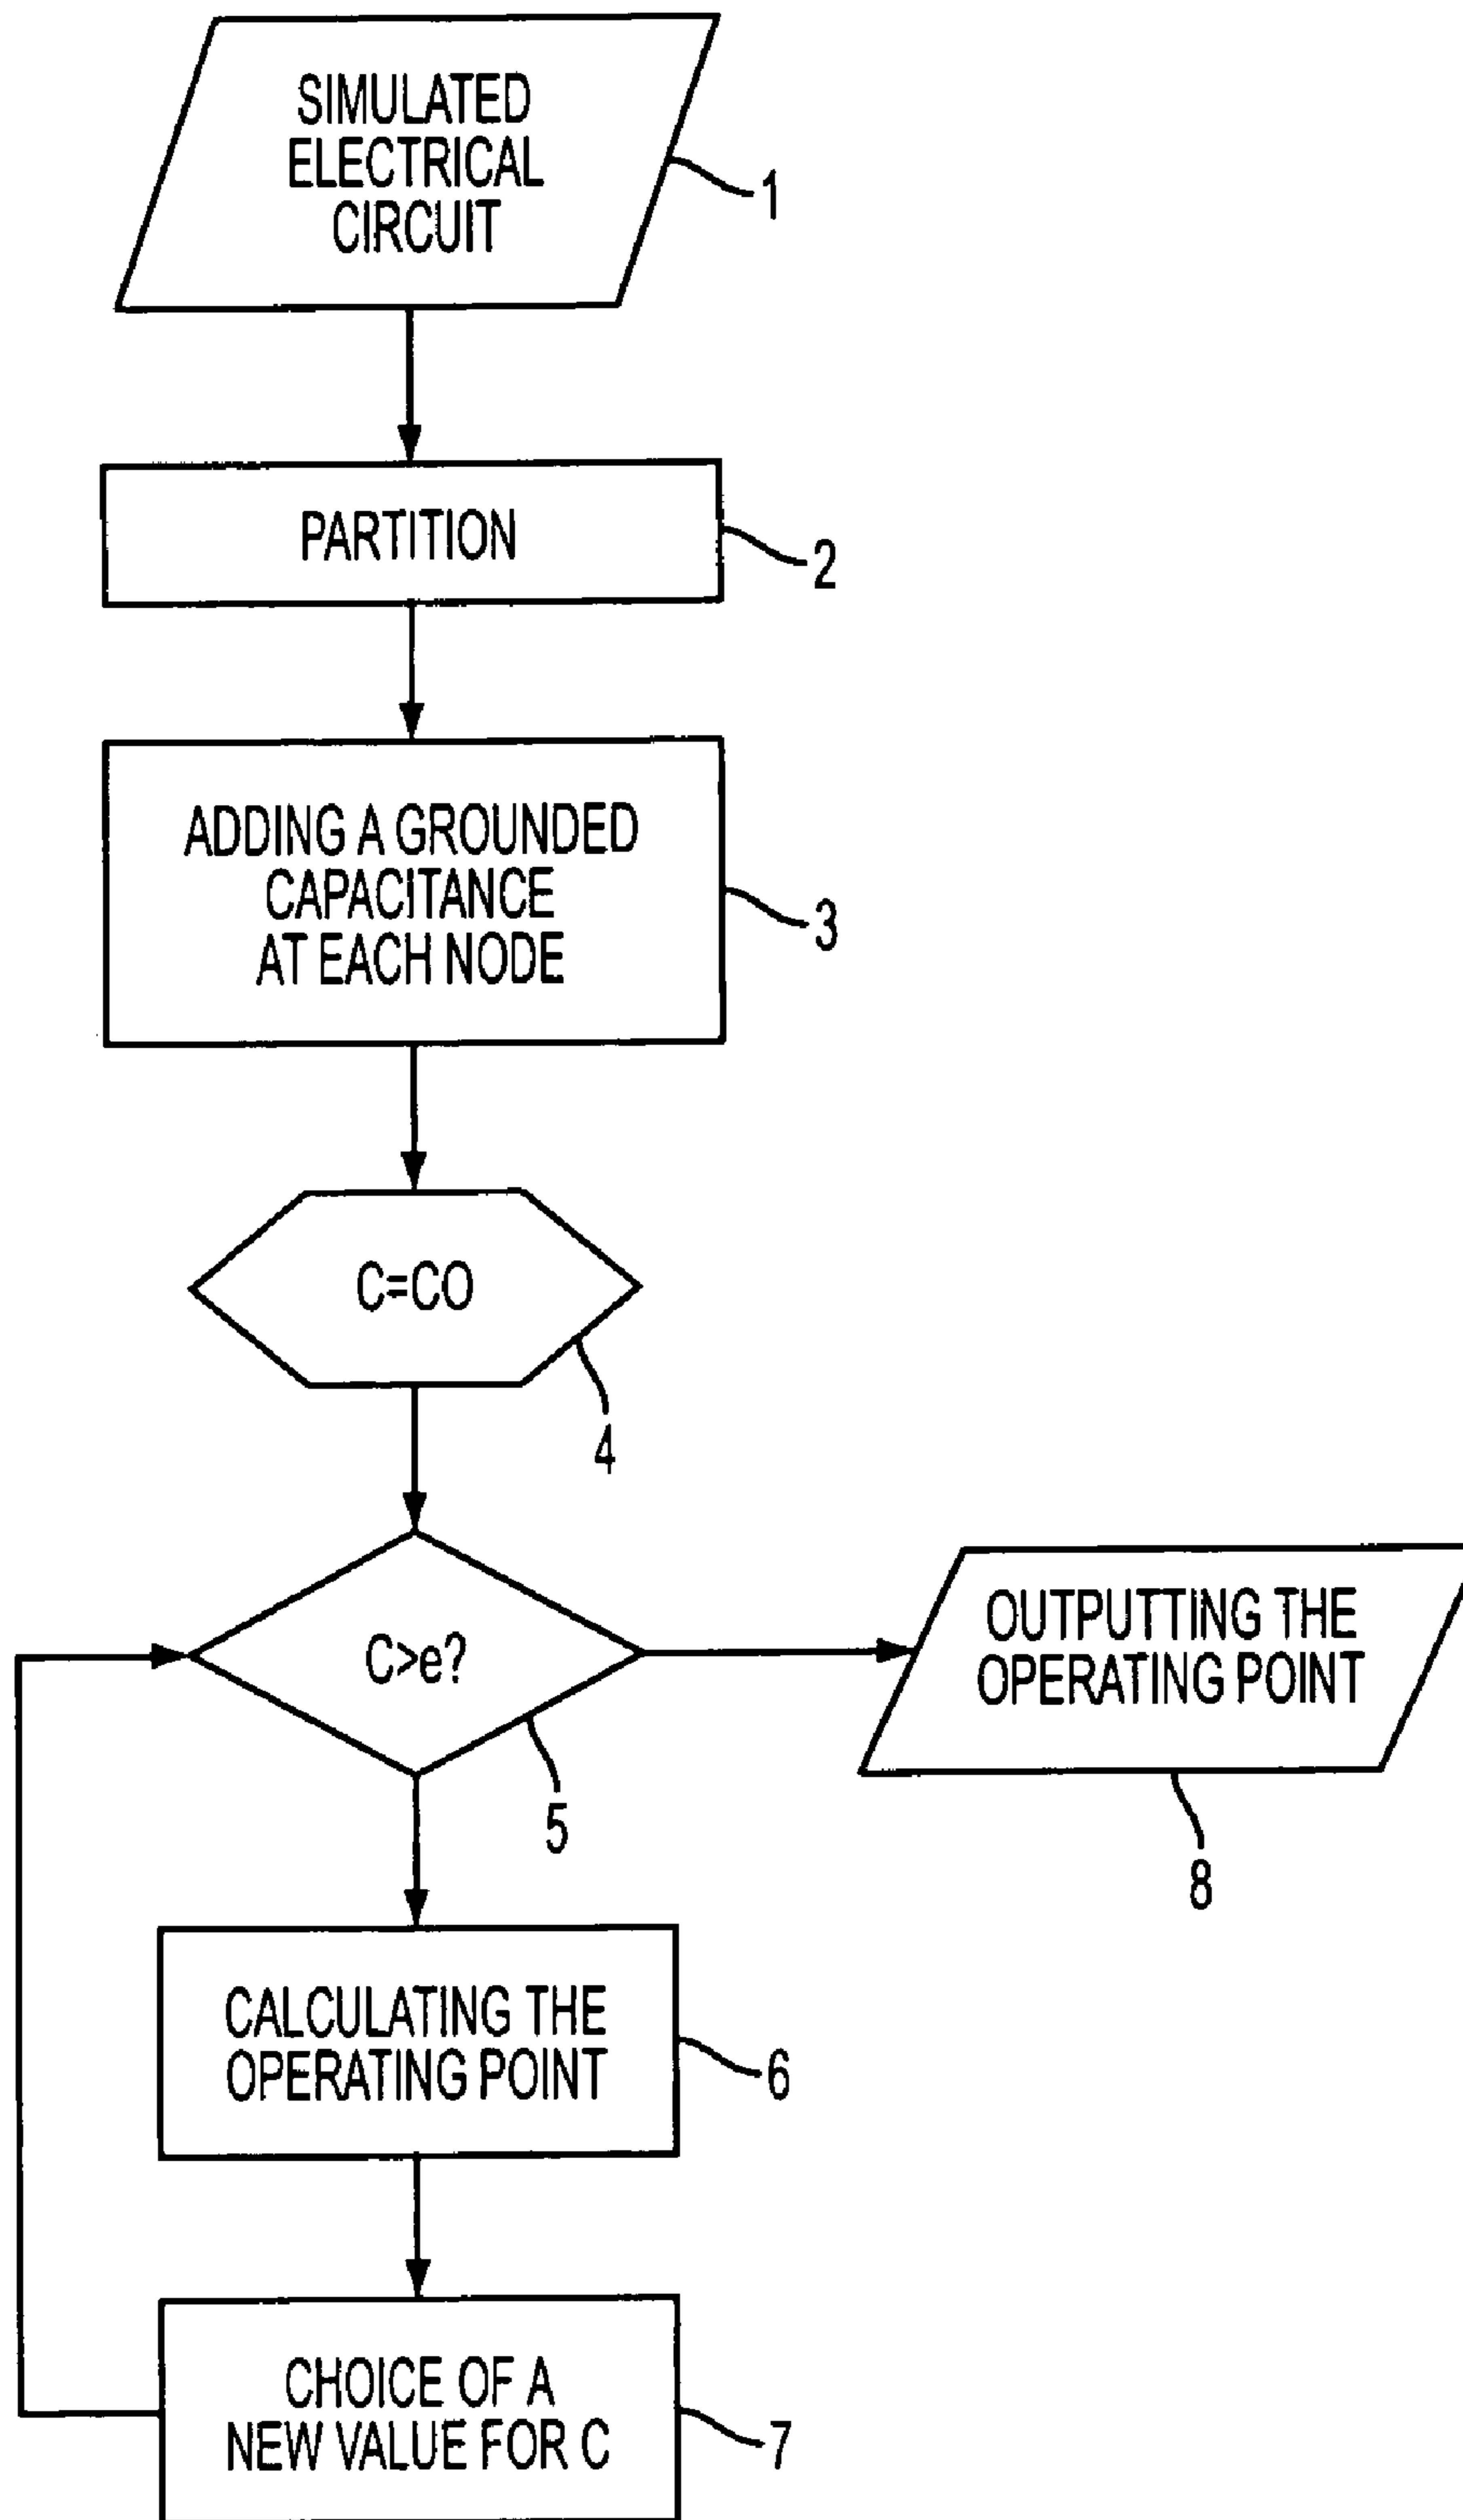 SIMULATED
ELECTRICAL
CIRCUIT
1
PARTITION
2
ADDING A GROUNDED
CAPACITANCE
AT EACH NODE
3
C=CO
4
C>e?
5
OUTPUTTING THE
OPERATING POINT
8
CALCULATING THE
OPERATING POINT
6
CHOICE OF A
NEW VALUE FOR C
7